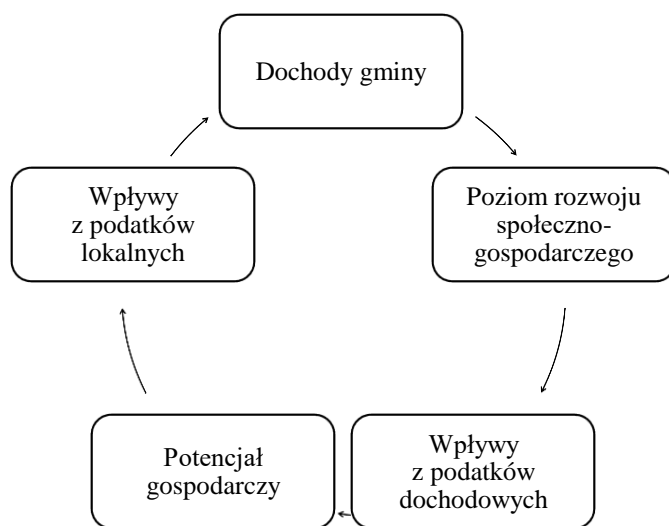 Dochody gminy
Poziom rozwoju
społeczno-
gospodarczego
Wpływy
z podatków
dochodowych
Potencjał
gospodarczy
Wpływy
z podatków
lokalnych